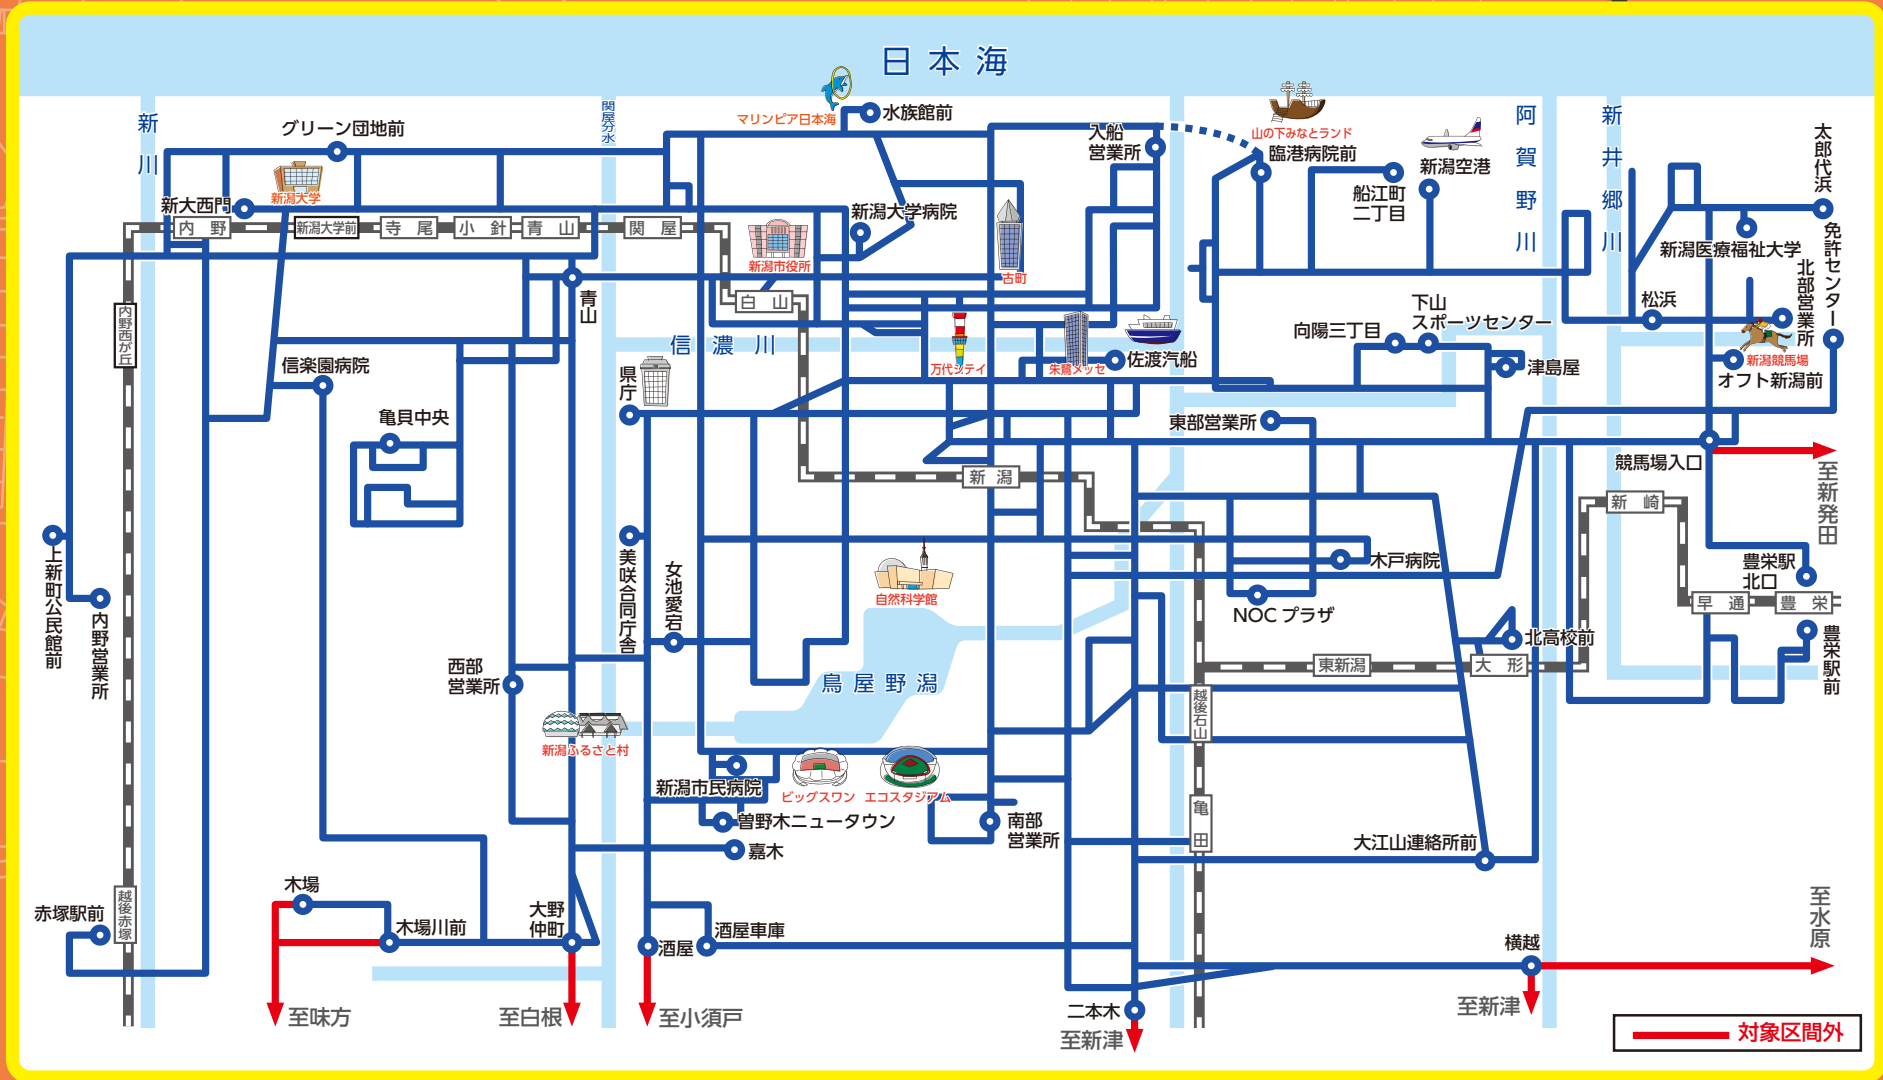 日本海
新川
関屋分水
阿賀野川
新井郷川
信濃川
鳥屋野潟
マリンピア日本海
水族館前
グリーン団地前
新潟大学
新大西門
内野
新潟大学前
寺尾
小針
青山
関屋
新潟市役所
白山
新潟大学病院
古町
入船
営業所
山の下みなとランド
臨港病院前
船江町
二丁目
新潟空港
太郎代浜
新潟医療福祉大学
免許センター
北部営業所
松浜
新潟競馬場
オフト新潟前
下山
スポーツセンター
向陽三丁目
津島屋
佐渡汽船
朱鷺メッセ
万代シテイ
県庁
青山
内野西が丘
信楽園病院
亀貝中央
東部営業所
競馬場入口
至新発田
新潟
新崎
上新町公民館前
内野営業所
美咲合同庁舎
女池愛宕
自然科学館
木戸病院
NOCプラザ
豊栄駅
北口
早通
豊栄
豊栄駅前
北高校前
東新潟
大形
越後石山
西部
営業所
新潟ふるさと村
新潟市民病院
ビッグスワン
エコスタジアム
曽野木ニュータウン
嘉木
南部
営業所
亀田
大江山連絡所前
木場
赤塚駅前
越後赤塚
木場川前
大野
仲町
酒屋
酒屋車庫
横越
至水原
二本木
至味方
至白根
至小須戸
至新津
至新津
対象区間外